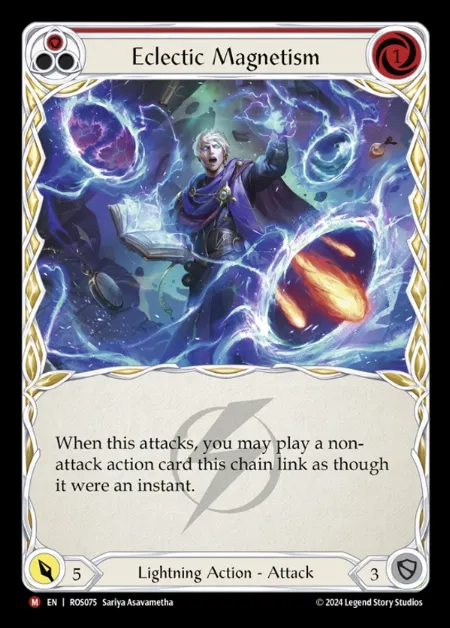 Eclectic Magnetism
1
When this attacks, you may play a non-
attack action card this chain link as though
it were an instant.
5
Lightning Action - Attack
3
M EN | ROS075 Sariya Asavametha
© 2024 Legend Story Studios